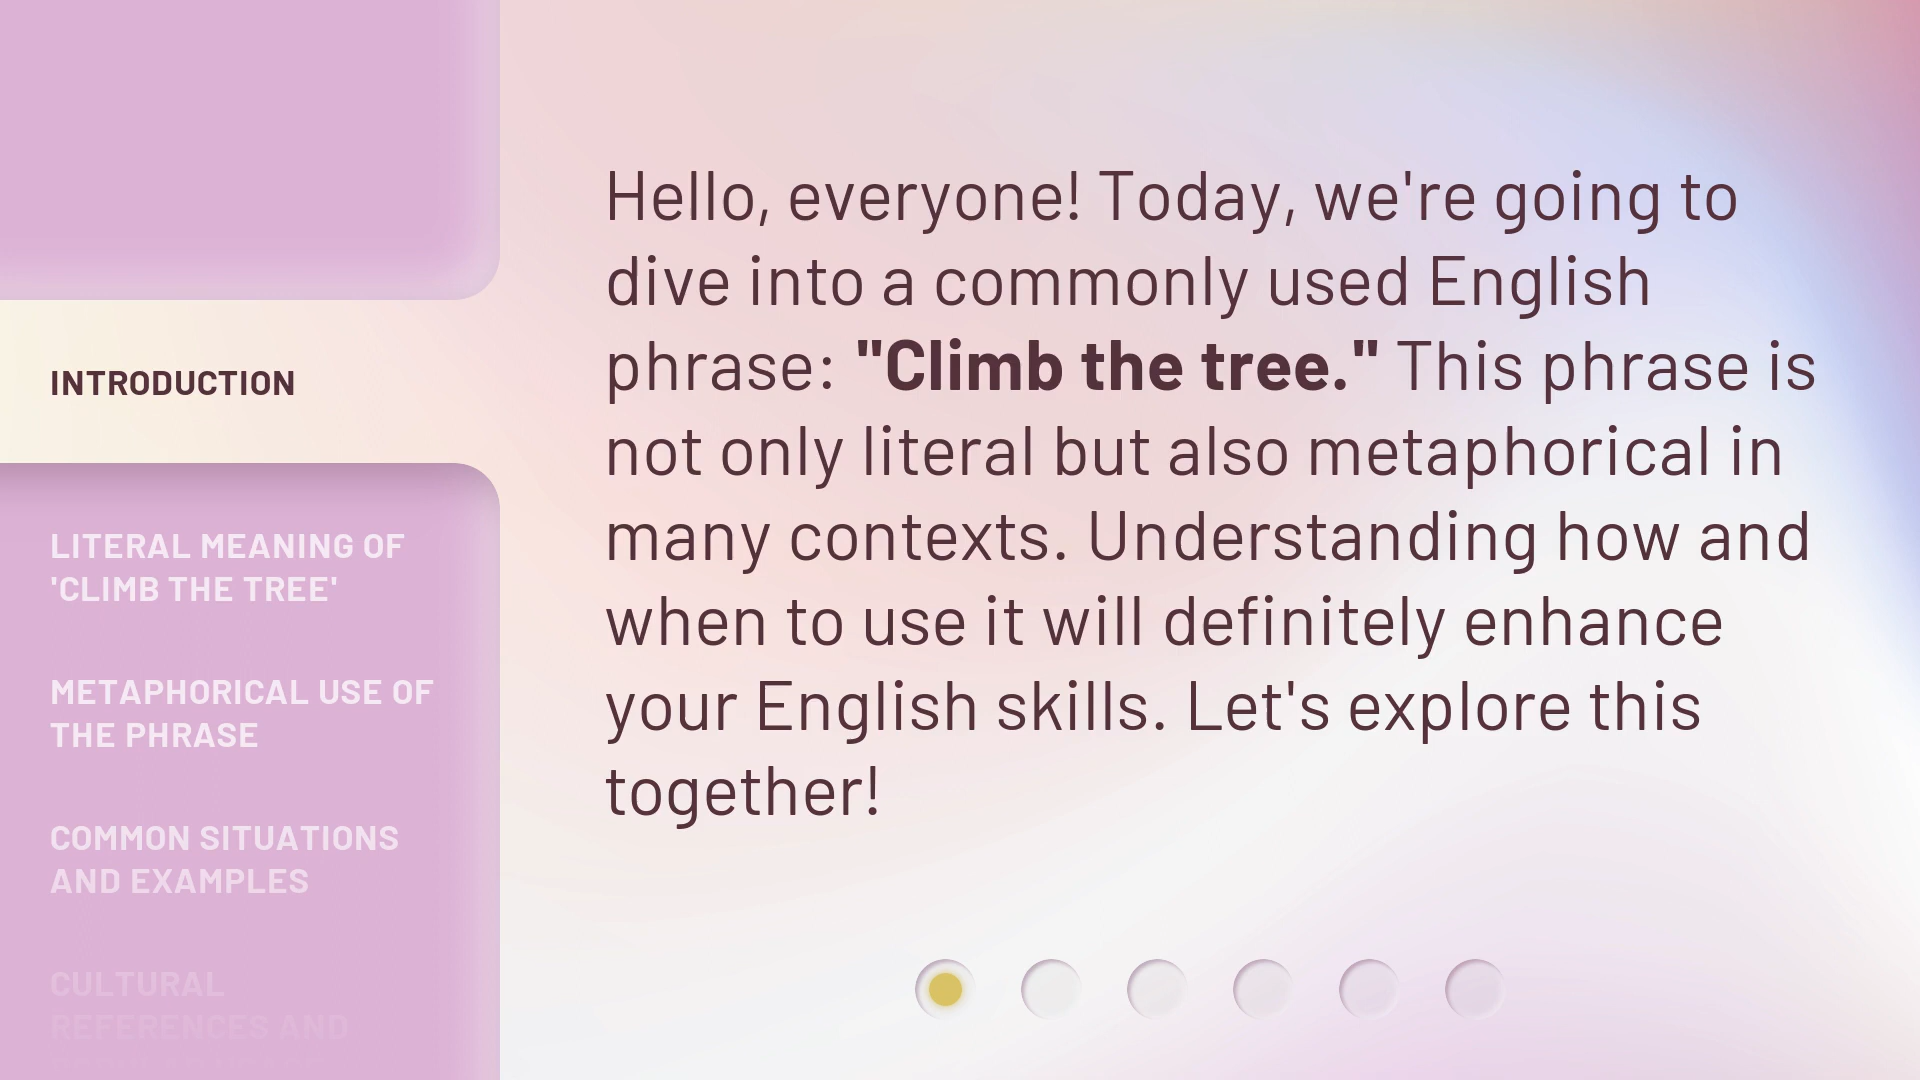 INTRODUCTION
LITERAL MEANING OF
'CLIMB THE TREE'
METAPHORICAL USE OF
THE PHRASE
COMMON SITUATIONS
AND EXAMPLES
CULTURAL
REFERENCES AND
Hello, everyone! Today, we're going to
dive into a commonly used English
phrase: "Climb the tree." This phrase is
not only literal but also metaphorical in
many contexts. Understanding how and
when to use it will definitely enhance
your English skills. Let's explore this
together!